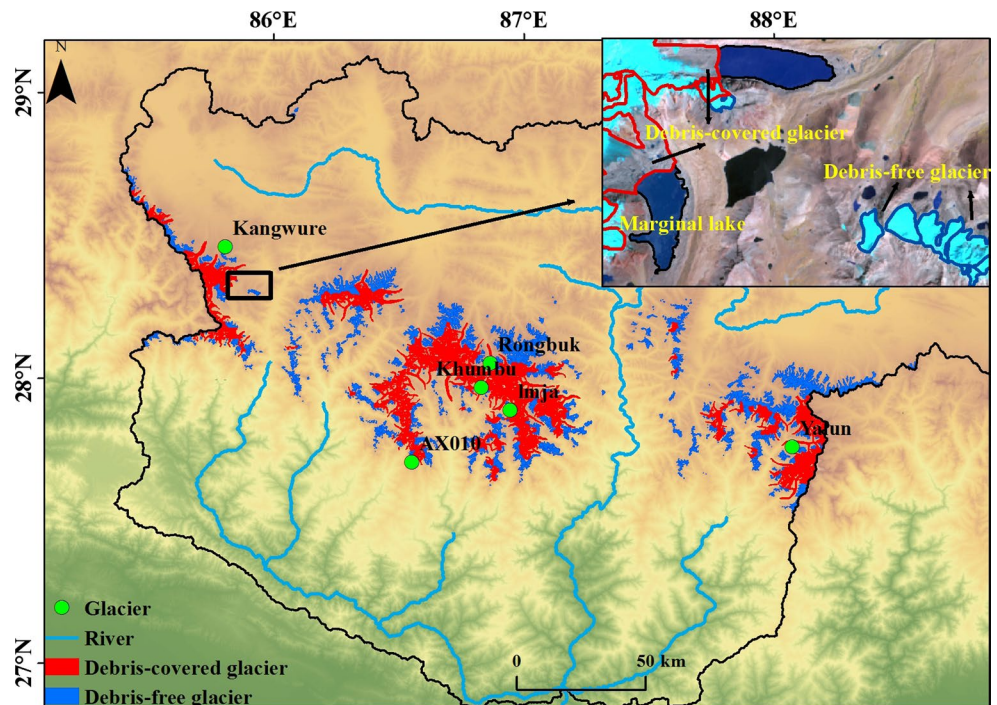 86°E 87°E 88°E
N
29°N
28°N
27°N
Debris-covered glacier
Debris-free glacier
Marginal lake
Kangwure
Rongbuk
Khumbu
Imja
AX010
Yalun
Glacier
River
Debris-covered glacier
Debris-free glacier
0 50 km